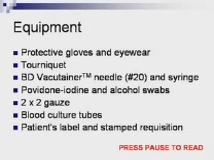 Equipment
Protective gloves and eyewear
Tourniquet
BD Vacutainer™ needle (#20) and syringe
Povidone-iodine and alcohol swabs
2 x 2 gauze
Blood culture tubes
Patient's label and stamped requisition
PRESS PAUSE TO READ